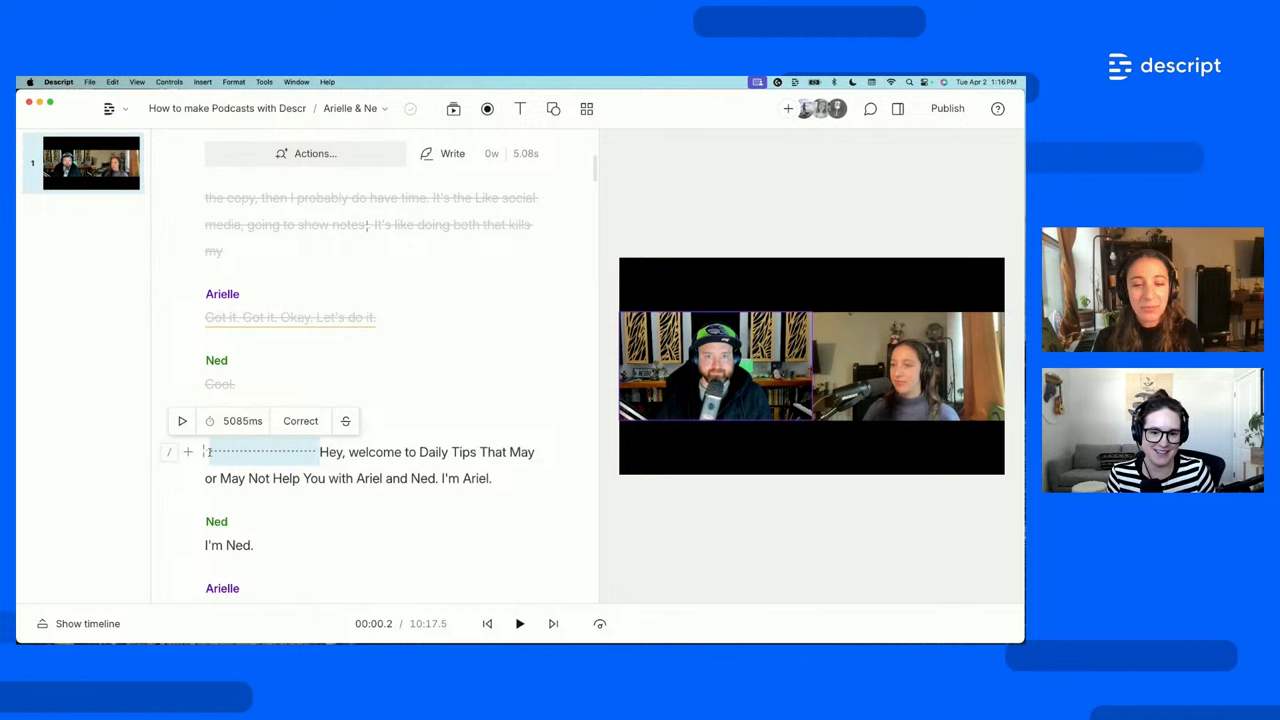 descript
Descript File Edit View Controls Insert Format Tools Window Help
Tue Apr 2 1:16 PM
How to make Podcasts with Descr / Arielle & Ne
Publish
1
Actions...
Write
0w
5.08s
the copy, then I probably do have time. It's the Like social
media, going to show notes. It's like doing both that kills
my
Arielle
Got it. Got it. Okay. Let's do it.
Ned
Cool.
5085ms
Correct
/ + Hey, welcome to Daily Tips That May
or May Not Help You with Ariel and Ned. I'm Ariel.
Ned
I'm Ned.
Arielle
Show timeline
00:00.2 / 10:17.5